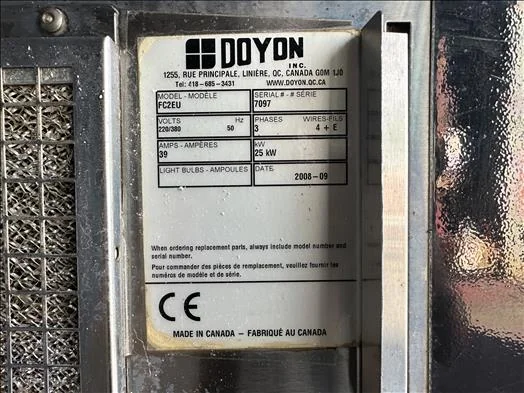 DOYON
INC.
1255, RUE PRINCIPALE, LINIÈRE, QC, CANADA G0M 1J0
Tel: 418-685-3431 WWW.DOYON.QC.CA
MODEL - MODÈLE SERIAL # - # SÉRIE
FC2EU 7097
VOLTS Hz PHASES WIRES-FILS
220/380 50 3 4 + E
AMPS - AMPÈRES kW
39 25 kW
LIGHT BULBS - AMPOULES DATE
2008-09
When ordering replacement parts, always include model number and
serial number.
Pour commander des pièces de remplacement, veuillez fournir les
numéros de modèle et de série.
CE
MADE IN CANADA - FABRIQUÉ AU CANADA